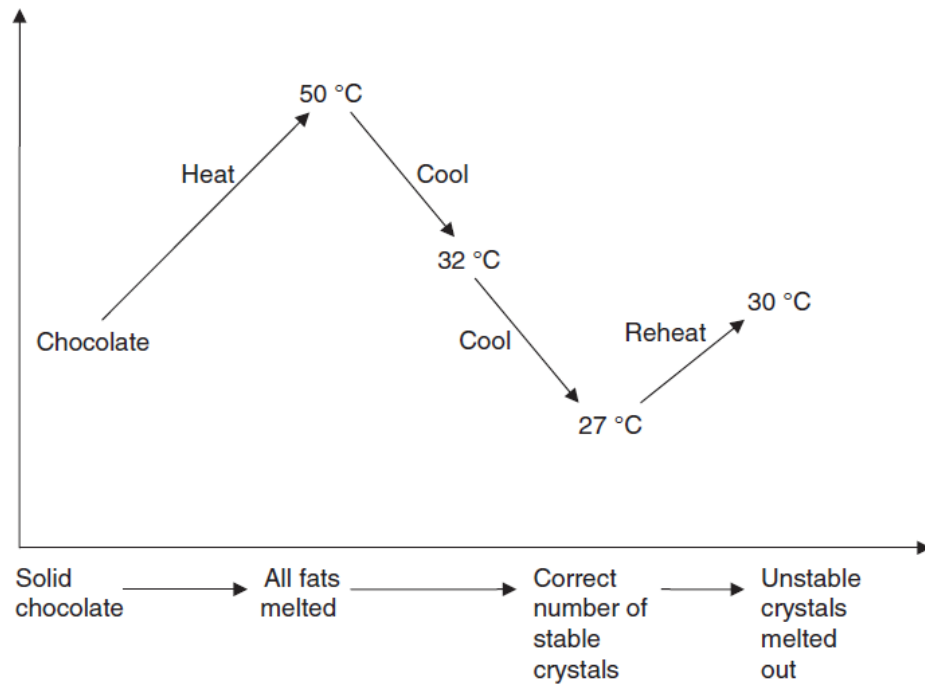 50 °C
Heat
Cool
32 °C
Chocolate
Cool
Reheat
30 °C
27 °C
Solid
chocolate
All fats
melted
Correct
number of
stable
crystals
Unstable
crystals
melted
out